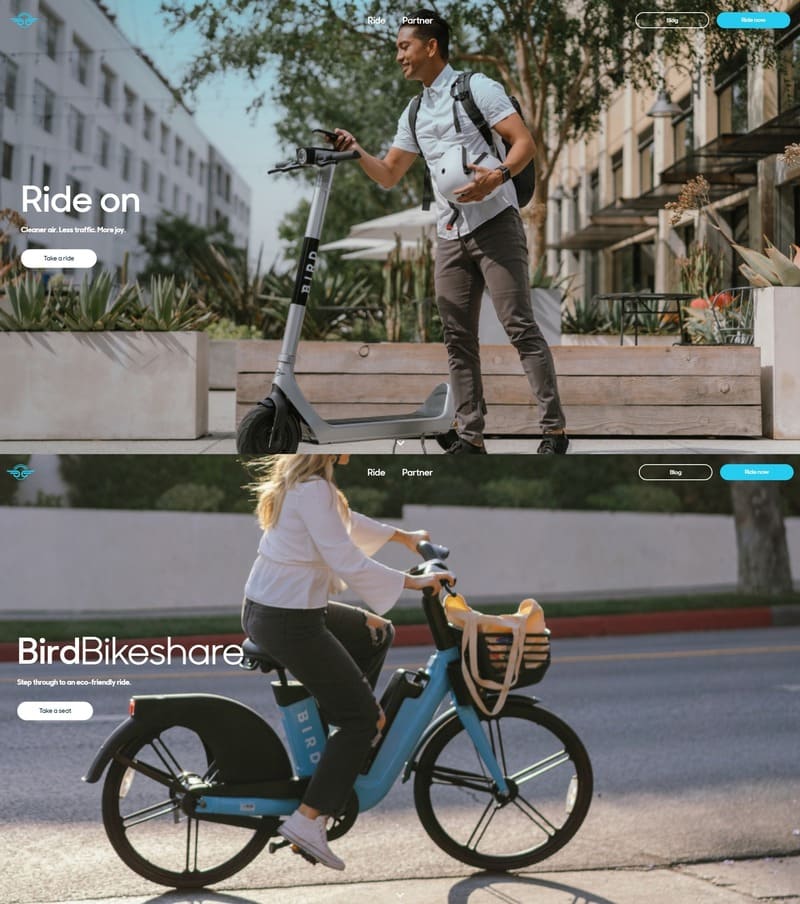 Ride
Partner
Blog
Ride now
Ride on
Cleaner air. Less traffic. More joy.
Take a ride
BIRD
Ride
Partner
Blog
Ride now
BirdBikeshare
Step through to an eco-friendly ride.
Take a seat
BIRD